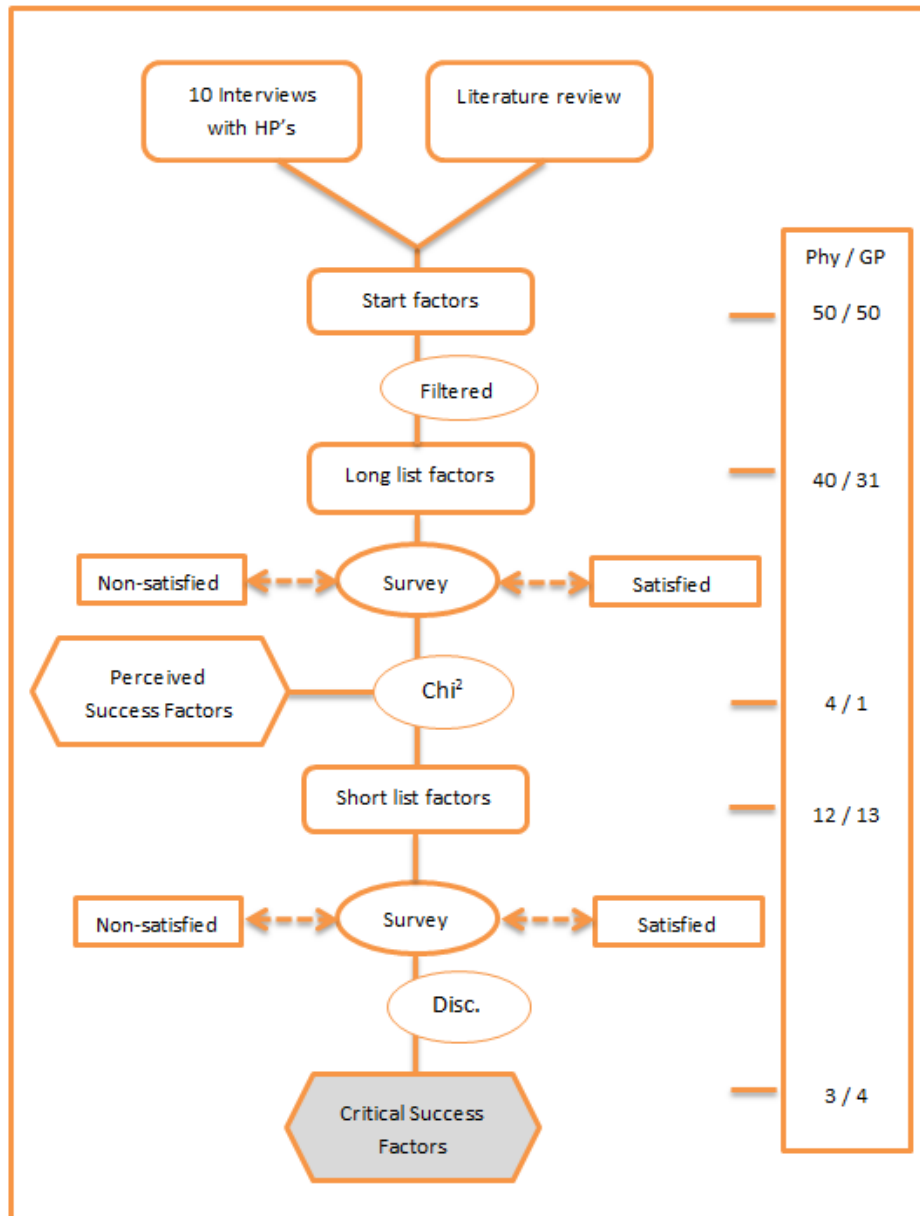 10 Interviews
with HP's
Literature review
Phy / GP
Start factors
50 / 50
Filtered
Long list factors
40 / 31
Non-satisfied
Survey
Satisfied
Perceived
Success Factors
Chi²
4 / 1
Short list factors
12 / 13
Non-satisfied
Survey
Satisfied
Disc.
Critical Success
Factors
3 / 4